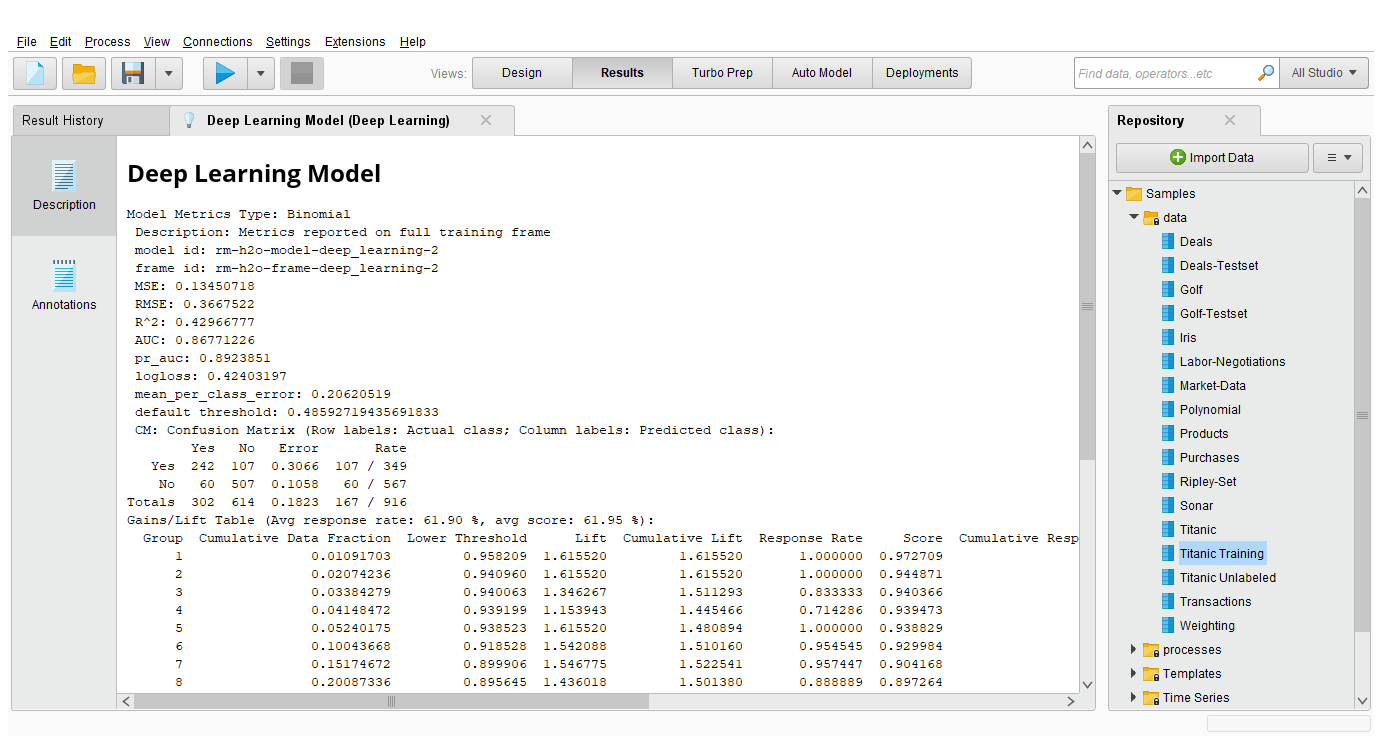 File Edit Process View Connections Settings Extensions Help
Views: Design Results Turbo Prep Auto Model Deployments
Find data, operators...etc
All Studio
Result History
Deep Learning Model (Deep Learning)
Description
Annotations
Deep Learning Model
Model Metrics Type: Binomial
Description: Metrics reported on full training frame
model id: rm-h2o-model-deep_learning-2
frame id: rm-h2o-frame-deep_learning-2
MSE: 0.13450718
RMSE: 0.3667522
R^2: 0.42966777
AUC: 0.86771226
pr_auc: 0.8923851
logloss: 0.42403197
mean_per_class_error: 0.20620519
default threshold: 0.48592719435691833
CM: Confusion Matrix (Row labels: Actual class; Column labels: Predicted class):
Yes No Error Rate
Yes 242 107 0.3066 107 / 349
No 60 507 0.1058 60 / 567
Totals 302 614 0.1823 167 / 916
Gains/Lift Table (Avg response rate: 61.90 %, avg score: 61.95 %):
Group Cumulative Data Fraction Lower Threshold Lift Cumulative Lift Response Rate Score Cumulative Resp
1 0.01091703 0.958209 1.615520 1.615520 1.000000 0.972709
2 0.02074236 0.940960 1.615520 1.615520 1.000000 0.944871
3 0.03384279 0.940063 1.346267 1.511293 0.833333 0.940366
4 0.04148472 0.939199 1.153943 1.445466 0.714286 0.939473
5 0.05240175 0.938523 1.615520 1.480894 1.000000 0.938829
6 0.10043668 0.918528 1.542088 1.510160 0.954545 0.929984
7 0.15174672 0.899906 1.546775 1.522541 0.957447 0.904168
8 0.20087336 0.895645 1.436018 1.501380 0.888889 0.897264
Repository
Import Data
Samples
data
Deals
Deals-Testset
Golf
Golf-Testset
Iris
Labor-Negotiations
Market-Data
Polynomial
Products
Purchases
Ripley-Set
Sonar
Titanic
Titanic Training
Titanic Unlabeled
Transactions
Weighting
processes
Templates
Time Series